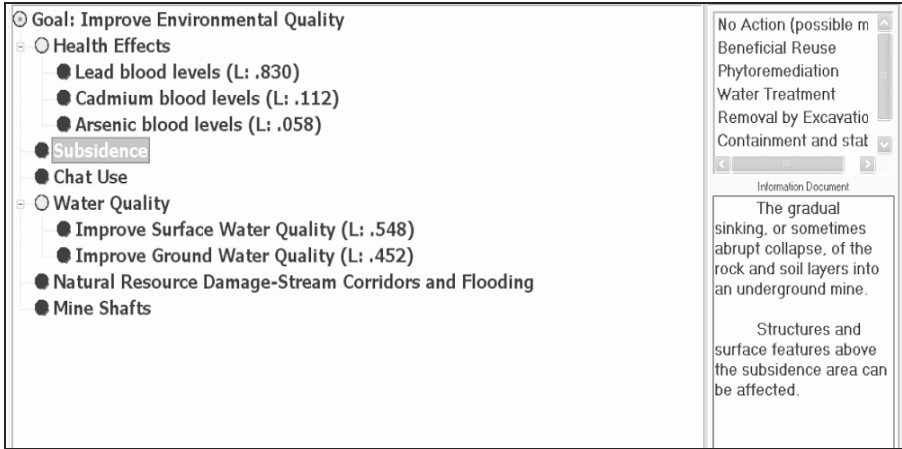 Goal: Improve Environmental Quality
Health Effects
Lead blood levels (L: .830)
Cadmium blood levels (L: .112)
Arsenic blood levels (L: .058)
Subsidence
Chat Use
Water Quality
Improve Surface Water Quality (L: .548)
Improve Ground Water Quality (L: .452)
Natural Resource Damage-Stream Corridors and Flooding
Mine Shafts
No Action (possible m
Beneficial Reuse
Phytoremediation
Water Treatment
Removal by Excavatio
Containment and stat
Information Document
The gradual
sinking, or sometimes
abrupt collapse, of the
rock and soil layers into
an underground mine.
Structures and
surface features above
the subsidence area can
be affected.